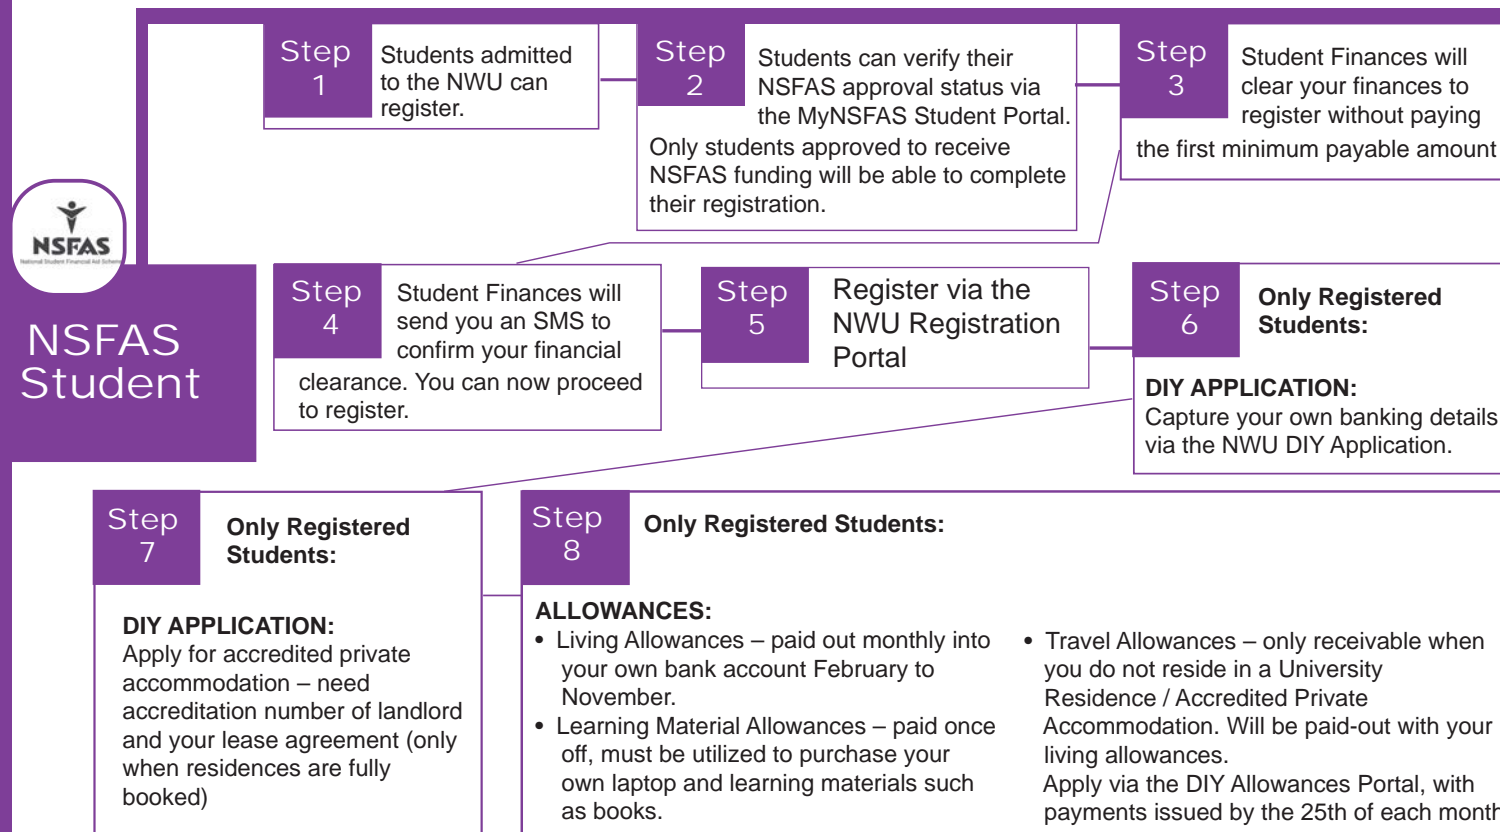 Step
1
Students admitted
to the NWU can
register.
Step
2
Students can verify their
NSFAS approval status via
the MyNSFAS Student Portal.
Only students approved to receive
NSFAS funding will be able to complete
their registration.
Step
3
Student Finances will
clear your finances to
register without paying
the first minimum payable amount
NSFAS
National Student Financial Aid Scheme
NSFAS
Student
Step
4
Student Finances will
send you an SMS to
confirm your financial
clearance. You can now proceed
to register.
Step
5
Register via the
NWU Registration
Portal
Step
6
Only Registered
Students:
DIY APPLICATION:
Capture your own banking details
via the NWU DIY Application.
Step
7
Only Registered
Students:
DIY APPLICATION:
Apply for accredited private
accommodation – need
accreditation number of landlord
and your lease agreement (only
when residences are fully
booked)
Step
8
Only Registered Students:
ALLOWANCES:
• Living Allowances – paid out monthly into
your own bank account February to
November.
• Learning Material Allowances – paid once
off, must be utilized to purchase your
own laptop and learning materials such
as books.
• Travel Allowances – only receivable when
you do not reside in a University
Residence / Accredited Private
Accommodation. Will be paid-out with your
living allowances.
Apply via the DIY Allowances Portal, with
payments issued by the 25th of each month